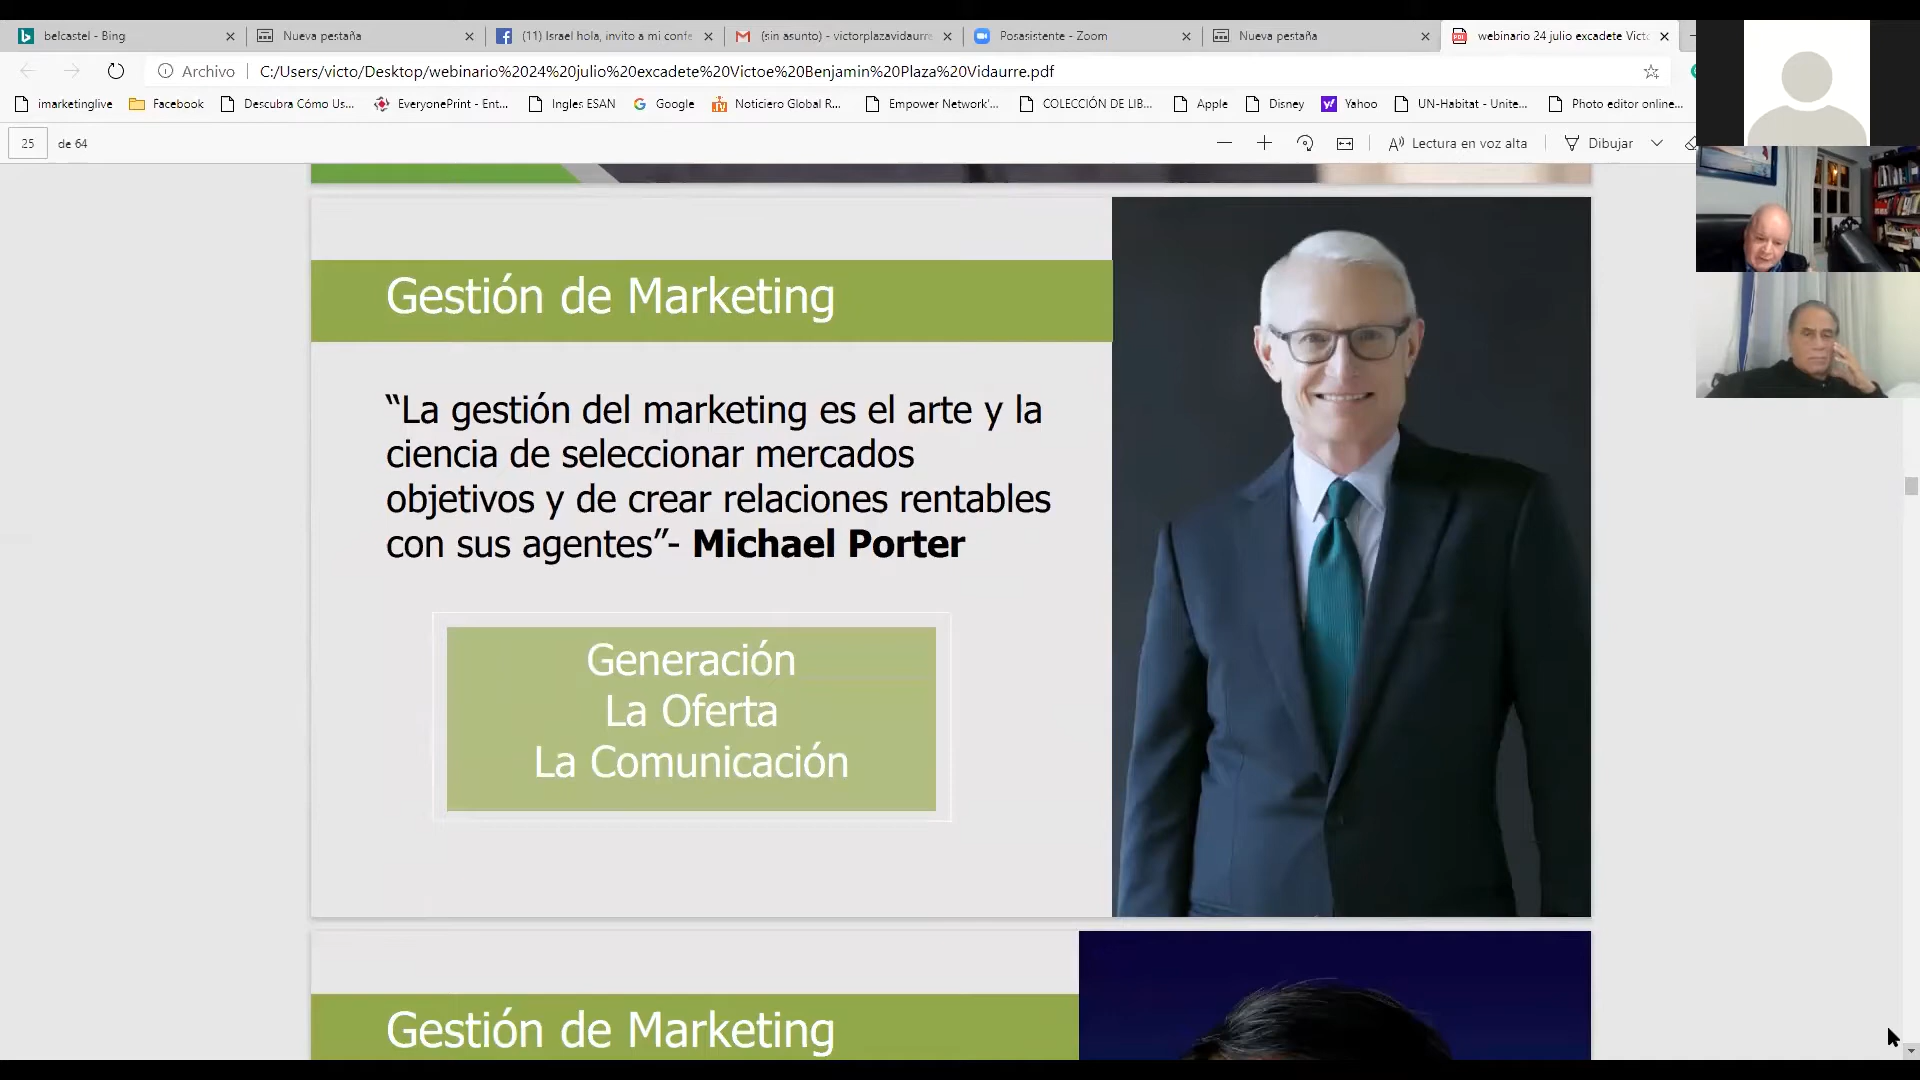 belcastel - Bing
Nueva pestaña
(11) Israel hola, invito a mi confe
(sin asunto) - victorplazavidaurre
Posasistente - Zoom
Nueva pestaña
webinario 24 julio excadete Victo
Archivo
C:/Users/victo/Desktop/webinario%2024%20julio%20excadete%20Victoe%20Benjamin%20Plaza%20Vidaurre.pdf
imarketinglive
Facebook
Descubra Cómo Us...
EveryonePrint - Ent...
Ingles ESAN
Google
Noticiero Global R...
Empower Network'...
COLECCIÓN DE LIB...
Apple
Disney
Yahoo
UN-Habitat - Unite...
Photo editor online...
25 de 64
Lectura en voz alta
Dibujar
Gestión de Marketing
“La gestión del marketing es el arte y la
ciencia de seleccionar mercados
objetivos y de crear relaciones rentables
con sus agentes”- Michael Porter
Generación
La Oferta
La Comunicación
Gestión de Marketing